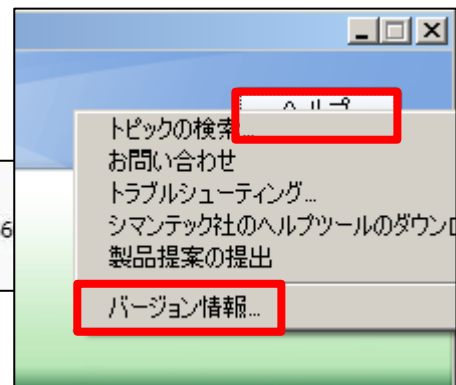 ヘルプ
トピックの検索...
お問い合わせ
トラブルシューティング...
シマンテック社のヘルプツールのダウンロ
製品提案の提出
6
バージョン情報...